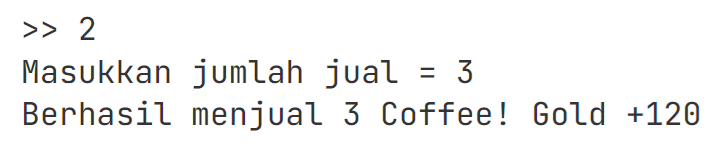 >> 2
Masukkan jumlah jual = 3
Berhasil menjual 3 Coffee! Gold +120